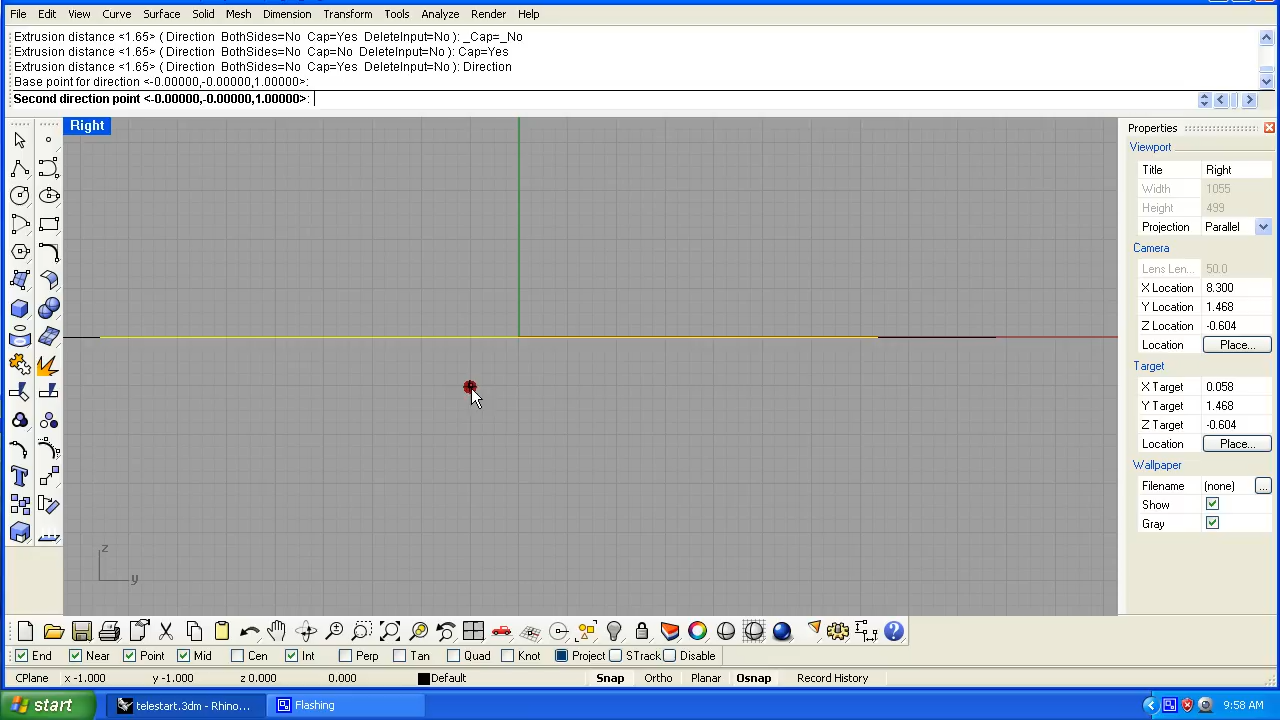 File Edit View Curve Surface Solid Mesh Dimension Transform Tools Analyze Render Help
Extrusion distance <1.65> ( Direction BothSides=No Cap=Yes DeleteInput=No ): _Cap=_No
Extrusion distance <1.65> ( Direction BothSides=No Cap=No DeleteInput=No ): Cap=Yes
Extrusion distance <1.65> ( Direction BothSides=No Cap=Yes DeleteInput=No ): Direction
Base point for direction <-0.00000,-0.00000,1.00000>:
Second direction point <-0.00000,-0.00000,1.00000>:
Right
Properties
Viewport
Title Right
Width 1055
Height 499
Projection Parallel
Camera
Lens Len... 50.0
X Location 8.300
Y Location 1.468
Z Location -0.604
Location Place...
Target
X Target 0.058
Y Target 1.468
Z Target -0.604
Location Place...
Wallpaper
Filename (none) ...
Show
Gray
z
y
End Near Point Mid Cen Int Perp Tan Quad Knot Project STrack Disable
CPlane x -1.000 y -1.000 z 0.000 0.000 Default Snap Ortho Planar Osnap Record History
start telestart.3dm - Rhino... Flashing 9:58 AM